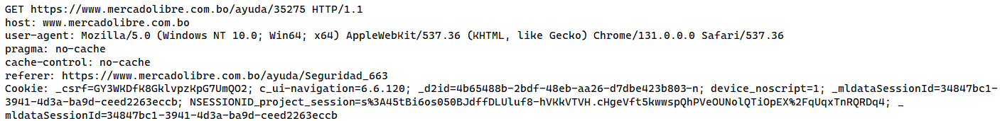 GET https://www.mercadolibre.com.bo/ayuda/35275 HTTP/1.1
host: www.mercadolibre.com.bo
user-agent: Mozilla/5.0 (Windows NT 10.0; Win64; x64) AppleWebKit/537.36 (KHTML, like Gecko) Chrome/131.0.0.0 Safari/537.36
pragma: no-cache
cache-control: no-cache
referer: https://www.mercadolibre.com.bo/ayuda/Seguridad_663
Cookie: _csrf=GY3WKDfK8GklvpzKpG7UmQO2; c_ui-navigation=6.6.120; _d2id=4b65488b-2bdf-48eb-aa26-d7dbe423b803-n; device_noscript=1; _mldataSessionId=34847bc1-
3941-4d3a-ba9d-ceed2263eccb; NSESSIONID_project_session=s%3A45tBi6os050BJdffDLUluf8-hVKkVTVH.cHgeVft5kwwspQhPVeOUNolQTiOpEX%2FqUqxTnRQRDq4; _
mldataSessionId=34847bc1-3941-4d3a-ba9d-ceed2263eccb